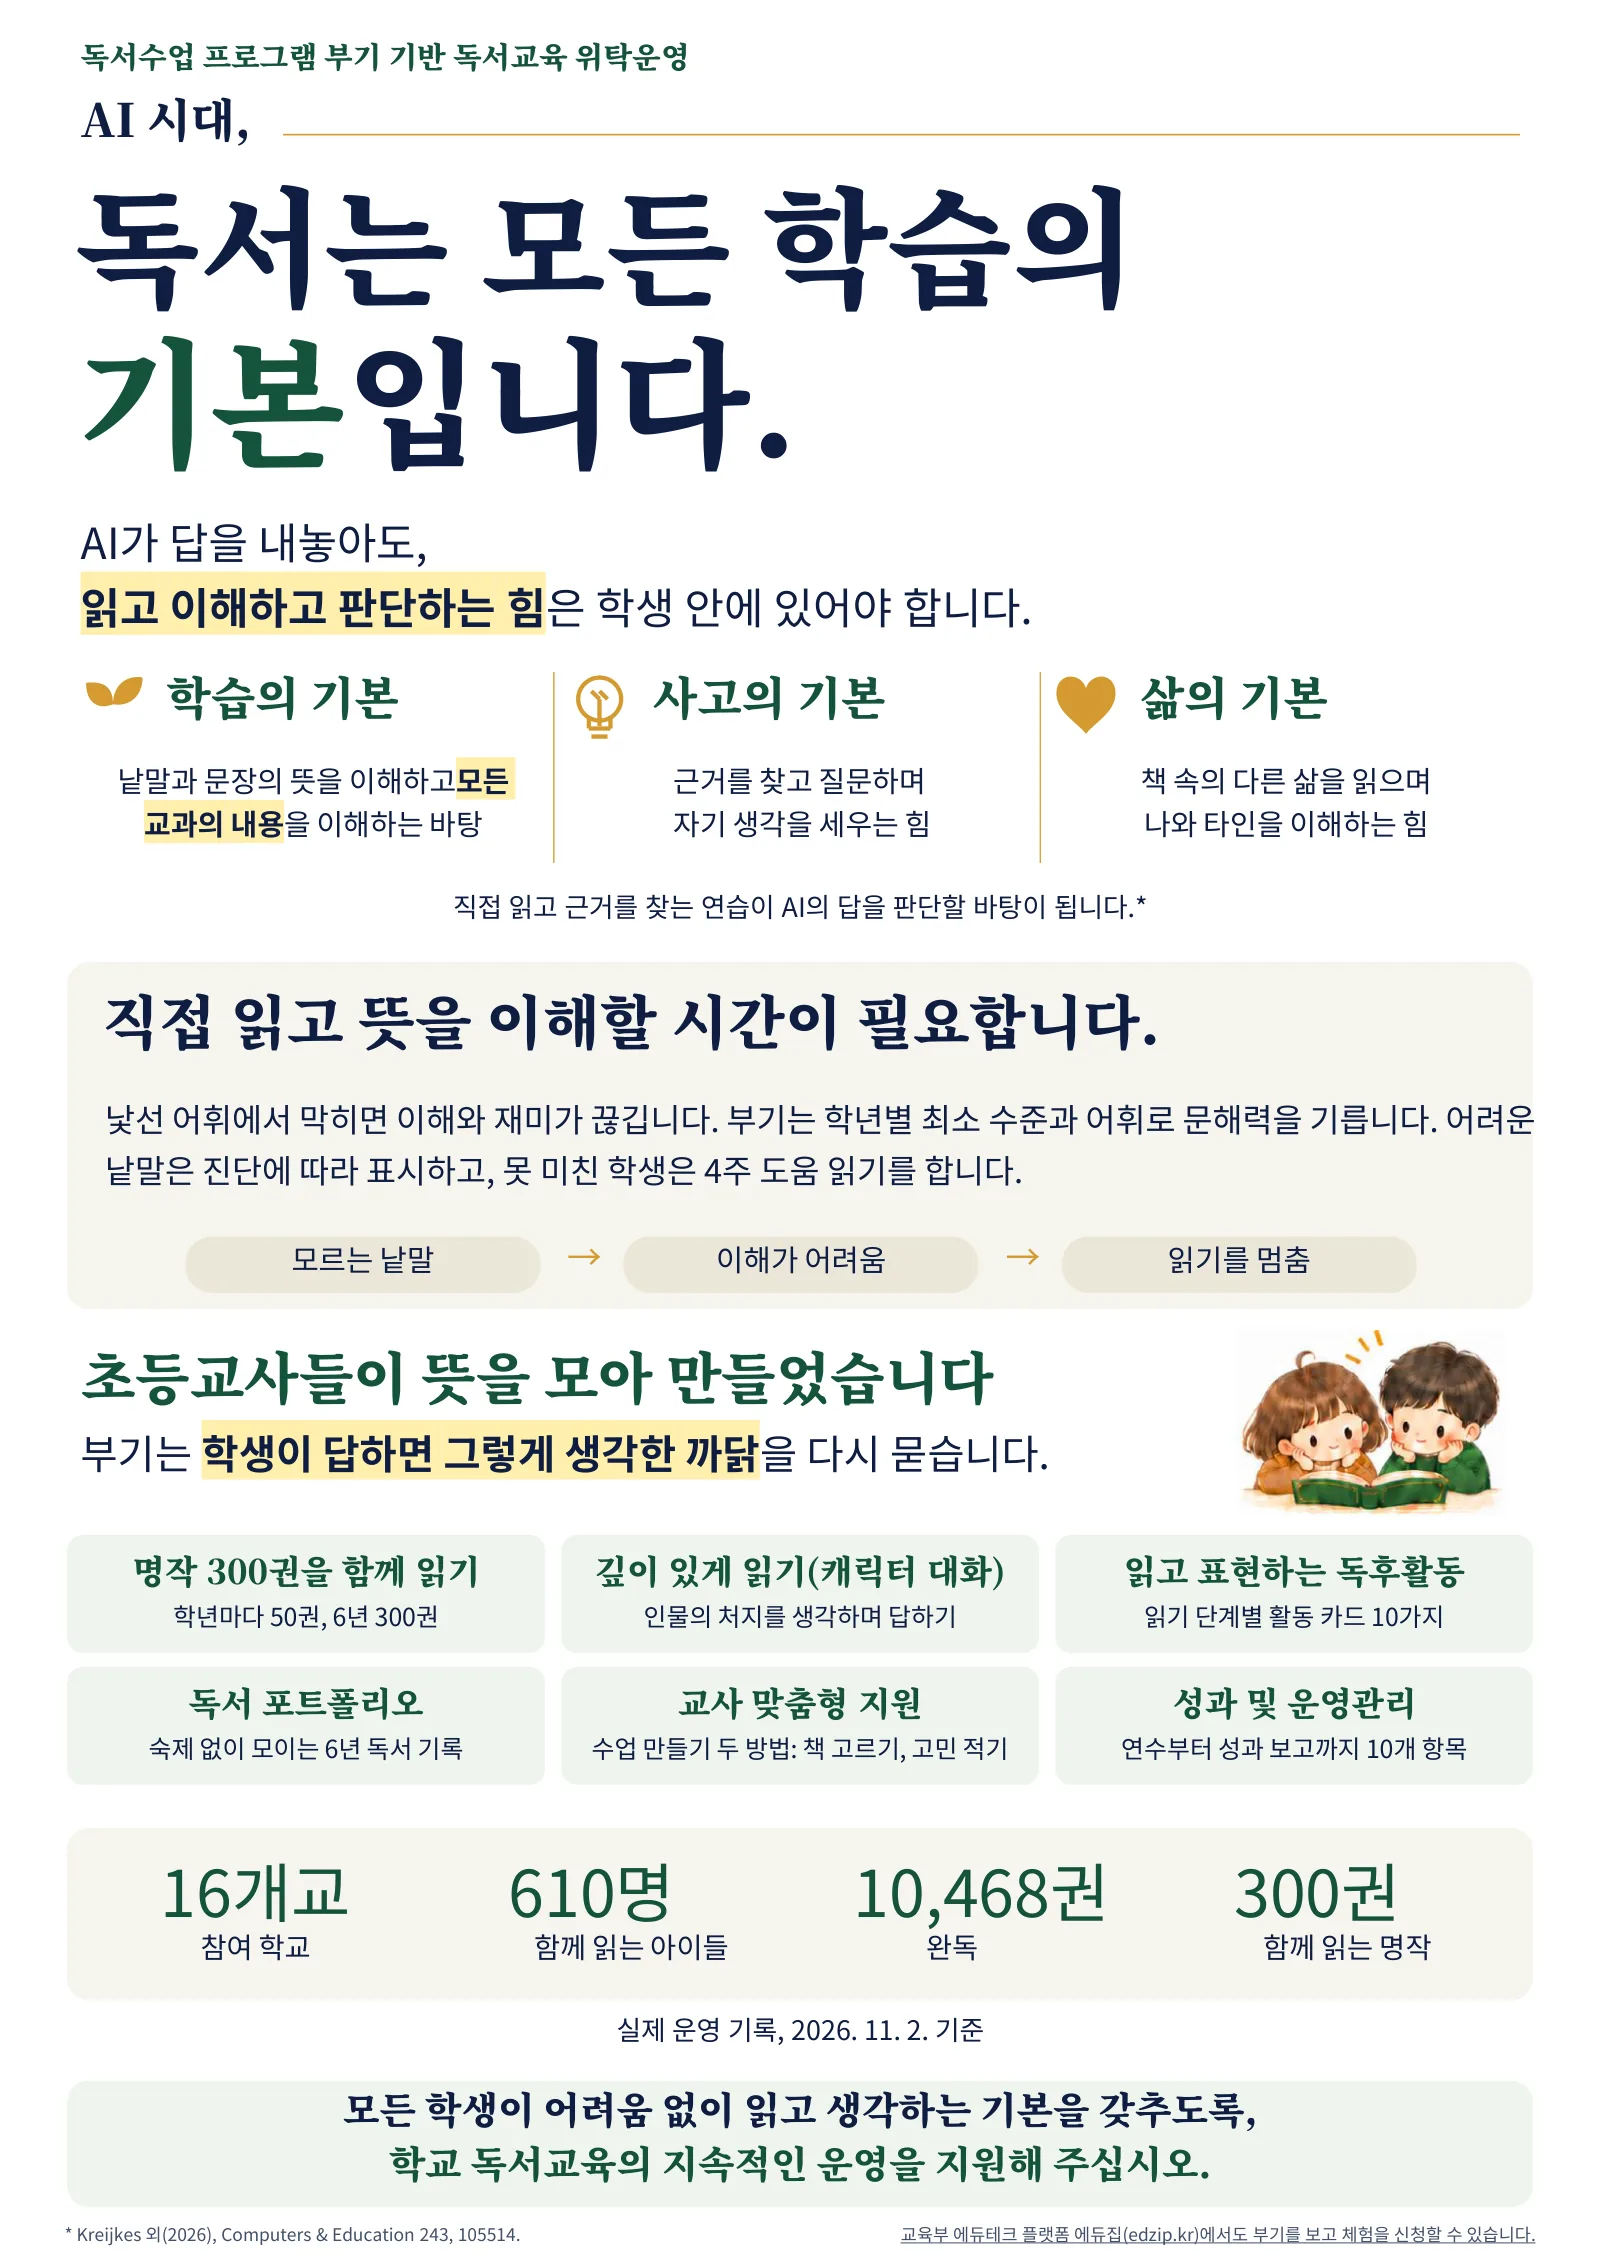 독서수업 프로그램 부기 기반 독서교육 위탁운영
AI 시대,
독서는 모든 학습의
기본입니다.
AI가 답을 내놓아도,
읽고 이해하고 판단하는 힘은 학생 안에 있어야 합니다.
학습의 기본
낱말과 문장의 뜻을 이해하고모든
교과의 내용을 이해하는 바탕
사고의 기본
근거를 찾고 질문하며
자기 생각을 세우는 힘
삶의 기본
책 속의 다른 삶을 읽으며
나와 타인을 이해하는 힘
직접 읽고 근거를 찾는 연습이 AI의 답을 판단할 바탕이 됩니다.*
직접 읽고 뜻을 이해할 시간이 필요합니다.
낯선 어휘에서 막히면 이해와 재미가 끊깁니다. 부기는 학년별 최소 수준과 어휘로 문해력을 기릅니다. 어려운
낱말은 진단에 따라 표시하고, 못 미친 학생은 4주 도움 읽기를 합니다.
모르는 낱말 → 이해가 어려움 → 읽기를 멈춤
초등교사들이 뜻을 모아 만들었습니다
부기는 학생이 답하면 그렇게 생각한 까닭을 다시 묻습니다.
명작 300권을 함께 읽기
학년마다 50권, 6년 300권
깊이 있게 읽기(캐릭터 대화)
인물의 처지를 생각하며 답하기
읽고 표현하는 독후활동
읽기 단계별 활동 카드 10가지
독서 포트폴리오
숙제 없이 모이는 6년 독서 기록
교사 맞춤형 지원
수업 만들기 두 방법: 책 고르기, 고민 적기
성과 및 운영관리
연수부터 성과 보고까지 10개 항목
16개교
참여 학교
610명
함께 읽는 아이들
10,468권
완독
300권
함께 읽는 명작
실제 운영 기록, 2026. 11. 2. 기준
모든 학생이 어려움 없이 읽고 생각하는 기본을 갖추도록,
학교 독서교육의 지속적인 운영을 지원해 주십시오.
* Kreijkes 외(2026), Computers & Education 243, 105514.
교육부 에듀테크 플랫폼 에듀집(edzip.kr)에서도 부기를 보고 체험을 신청할 수 있습니다.